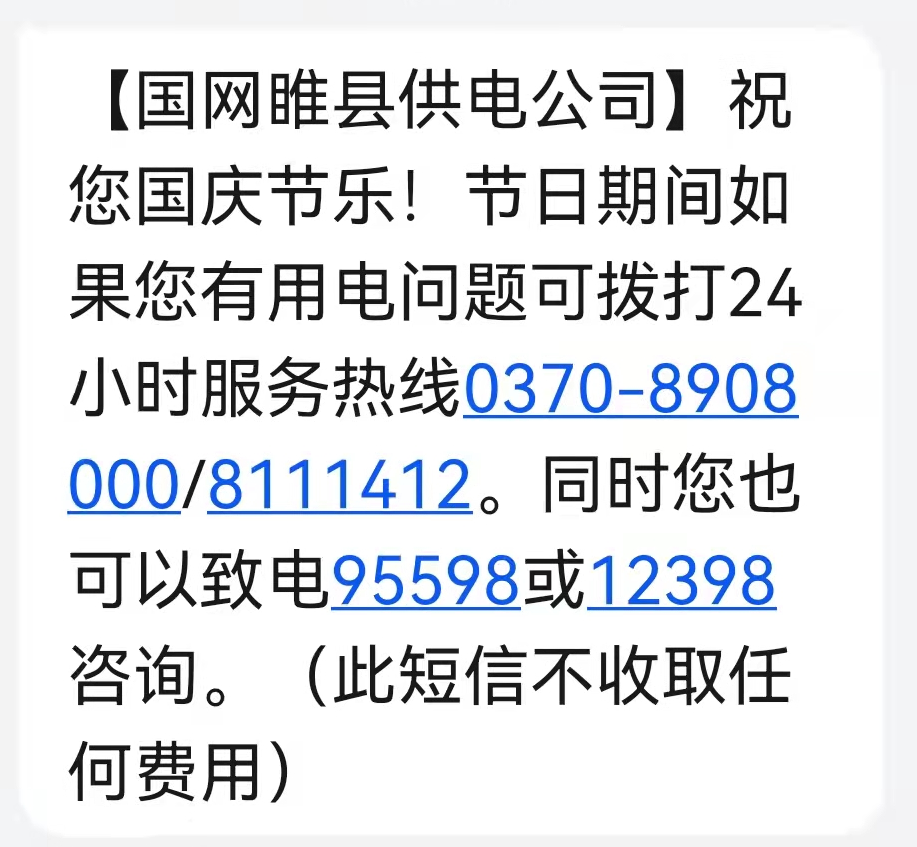 【国网睢县供电公司】祝
您国庆节乐！节日期间如
果您有用电问题可拨打24
小时服务热线0370-8908
000/8111412。同时您也
可以致电95598或12398
咨询。（此短信不收取任
何费用）